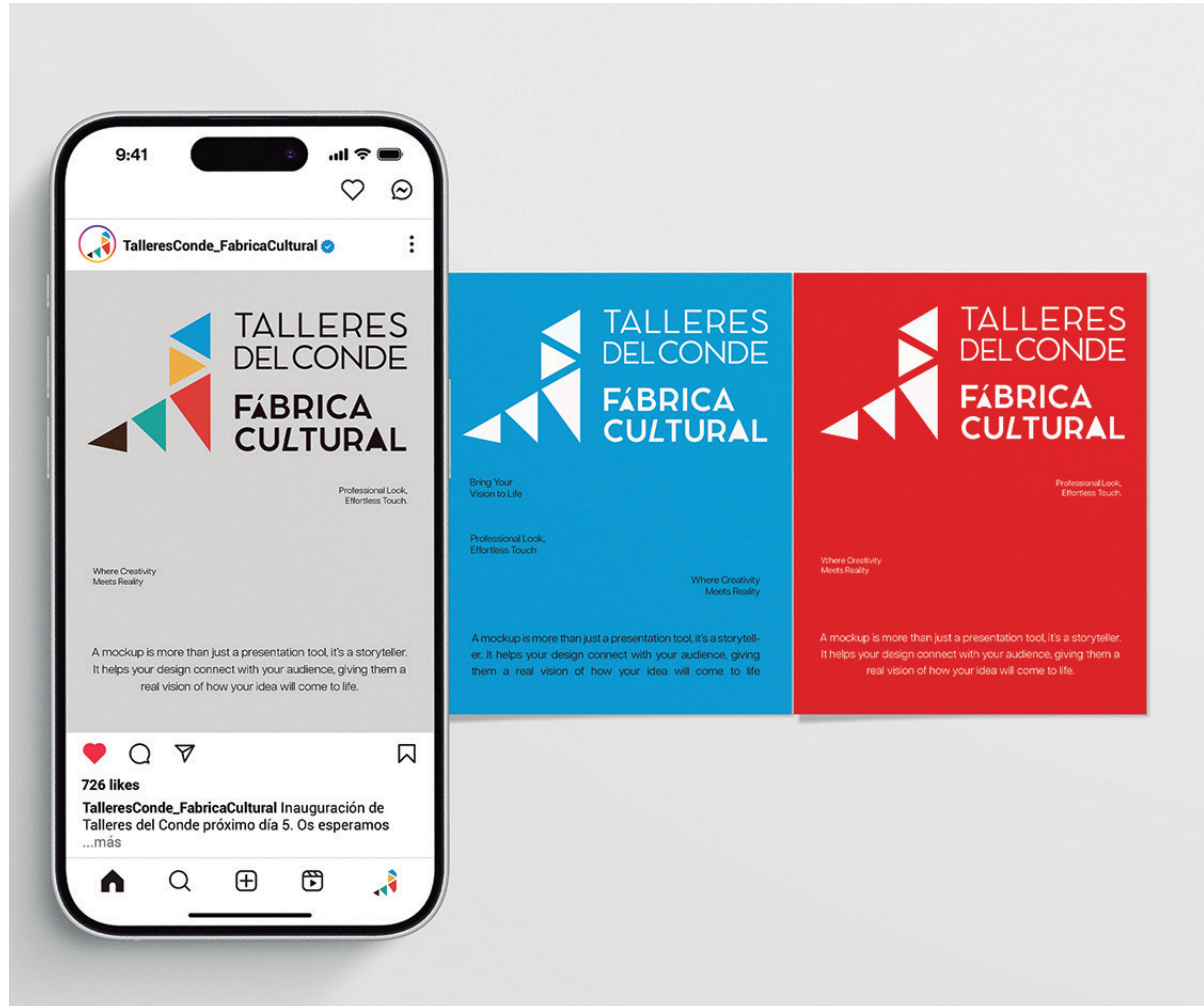 9:41
TalleresConde_FabricaCultural
TALLERES
DEL CONDE
FÁBRICA
CULTURAL
Professional Look,
Effortless Touch.
Where Creativity
Meets Reality
A mockup is more than just a presentation tool, it's a storyteller.
It helps your design connect with your audience, giving them a
real vision of how your idea will come to life.
726 likes
TalleresConde_FabricaCultural Inauguración de
Talleres del Conde próximo día 5. Os esperamos
...más
TALLERES
DEL CONDE
FÁBRICA
CULTURAL
Bring Your
Vision to Life
Professional Look,
Effortless Touch
Where Creativity
Meets Reality
A mockup is more than just a presentation tool, it's a storytell-
er. It helps your design connect with your audience, giving
them a real vision of how your idea will come to life
TALLERES
DEL CONDE
FÁBRICA
CULTURAL
Professional Look,
Effortless Touch.
Where Creativity
Meets Reality
A mockup is more than just a presentation tool, it's a storyteller.
It helps your design connect with your audience, giving them a
real vision of how your idea will come to life.